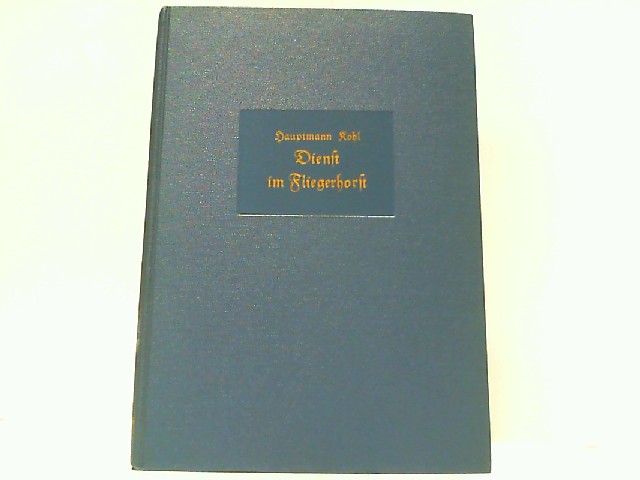 Hauptmann Kohl
Dienst
im Fliegerhorst